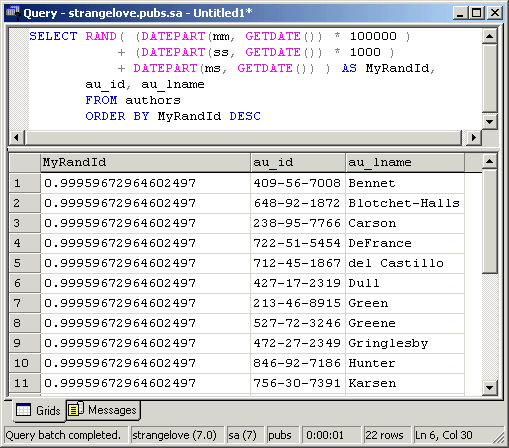 Query - strangelove.pubs.sa - Untitled1*
SELECT RAND( (DATEPART(mm, GETDATE()) * 100000 )
+ (DATEPART(ss, GETDATE()) * 1000 )
+ DATEPART(ms, GETDATE()) ) AS MyRandId,
au_id, au_lname
FROM authors
ORDER BY MyRandId DESC
MyRandId au_id au_lname
1 0.99959672964602497 409-56-7008 Bennet
2 0.99959672964602497 648-92-1872 Blotchet-Halls
3 0.99959672964602497 238-95-7766 Carson
4 0.99959672964602497 722-51-5454 DeFrance
5 0.99959672964602497 712-45-1867 del Castillo
6 0.99959672964602497 427-17-2319 Dull
7 0.99959672964602497 213-46-8915 Green
8 0.99959672964602497 527-72-3246 Greene
9 0.99959672964602497 472-27-2349 Gringlesby
10 0.99959672964602497 846-92-7186 Hunter
11 0.99959672964602497 756-30-7391 Karsen
Grids Messages
Query batch completed. strangelove (7.0) sa (7) pubs 0:00:01 22 rows Ln 6, Col 30